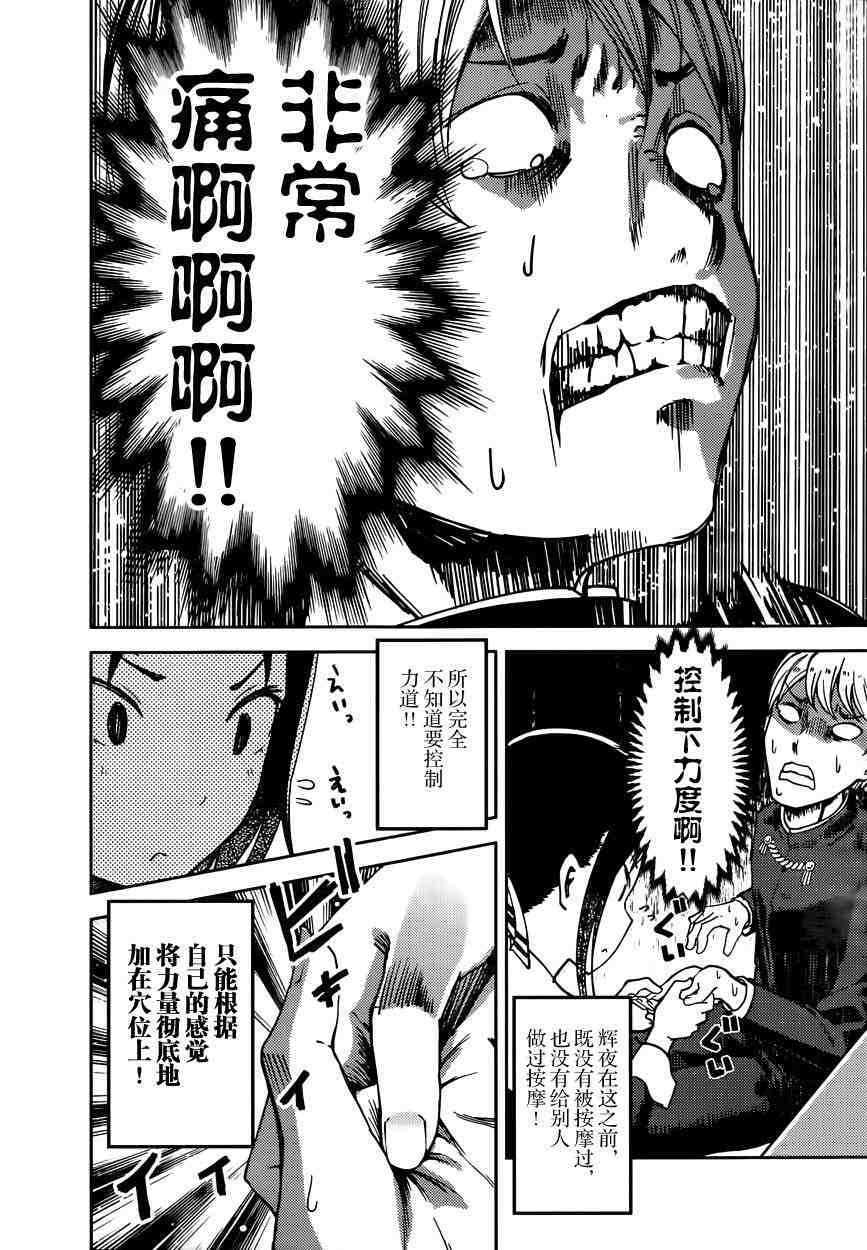 非常
痛啊啊啊!!
控制下力度啊!!
ぐい
ぐい
辉夜在这之前,
既没有被按摩过,
也没有给别人
做过按摩!
所以完全
不知道要控制
力道!!
えいっ
えいっ
ビギィイイ
只能根据
自己的感觉
将力量彻底地
加在穴位上!